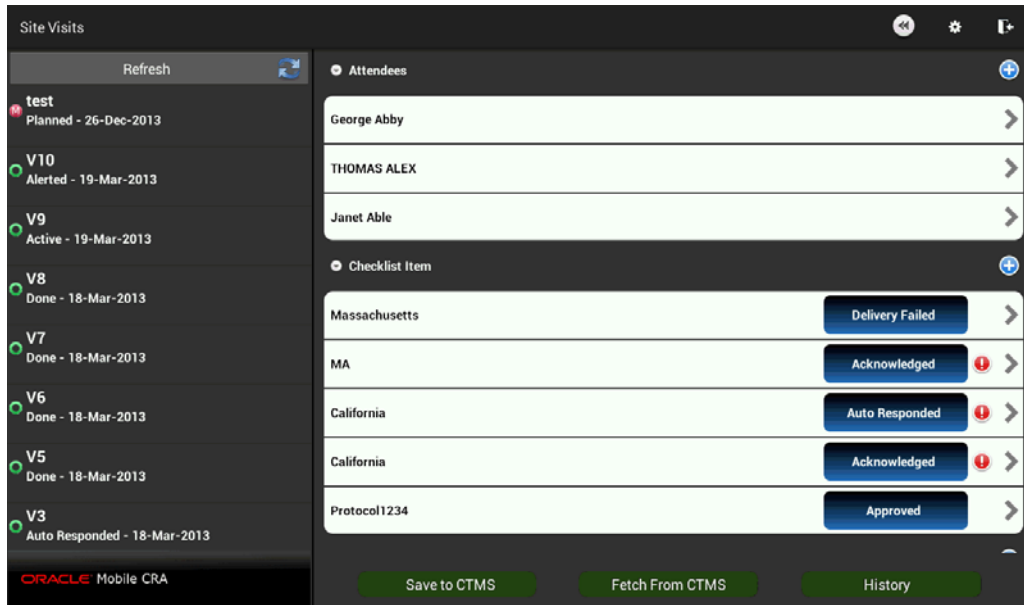 Site Visits
Refresh
test
Planned - 26-Dec-2013
V10
Alerted - 19-Mar-2013
V9
Active - 19-Mar-2013
V8
Done - 18-Mar-2013
V7
Done - 18-Mar-2013
V6
Done - 18-Mar-2013
V5
Done - 18-Mar-2013
V3
Auto Responded - 18-Mar-2013
ORACLE Mobile CRA
Attendees
George Abby
THOMAS ALEX
Janet Able
Checklist Item
Massachusetts Delivery Failed
MA Acknowledged
California Auto Responded
California Acknowledged
Protocol1234 Approved
Save to CTMS Fetch From CTMS History